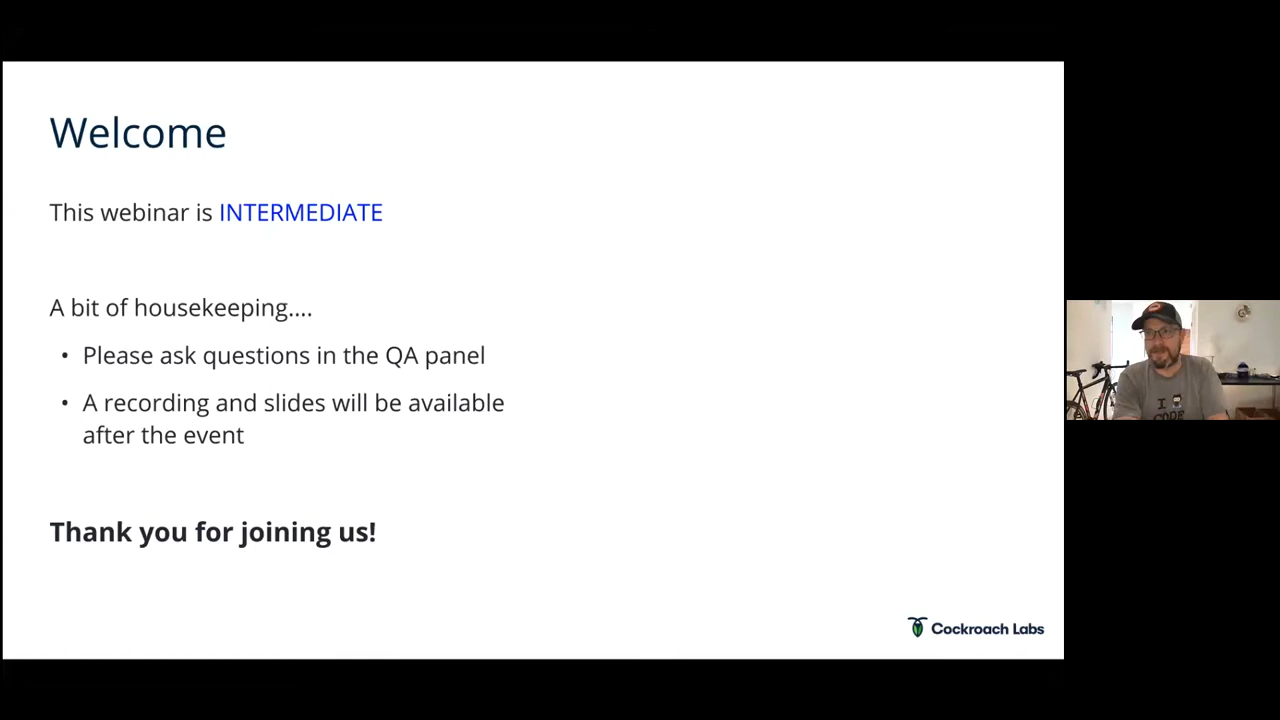 Welcome
This webinar is INTERMEDIATE
A bit of housekeeping....
• Please ask questions in the QA panel
• A recording and slides will be available
after the event
Thank you for joining us!
Cockroach Labs
I
CODE